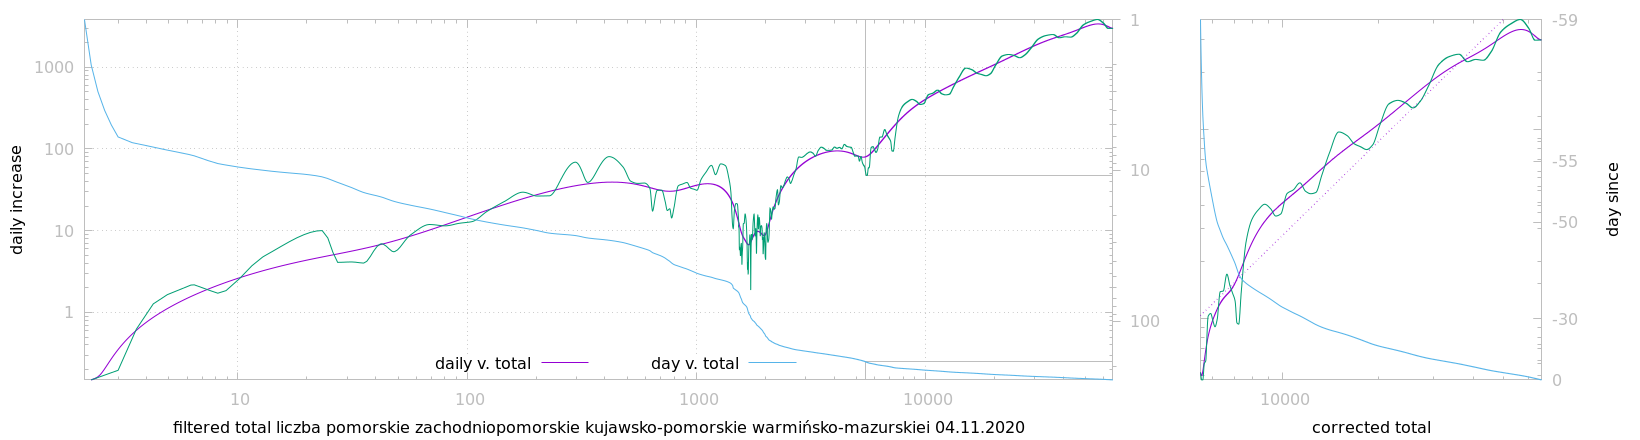 1000
100
10
1
daily increase
10
100
1000
10000
1
10
100
daily v. total
day v. total
filtered total liczba pomorskie zachodniopomorskie kujawsko-pomorskie warmińsko-mazurskiei 04.11.2020
-59
-55
-50
-30
0
day since
10000
corrected total